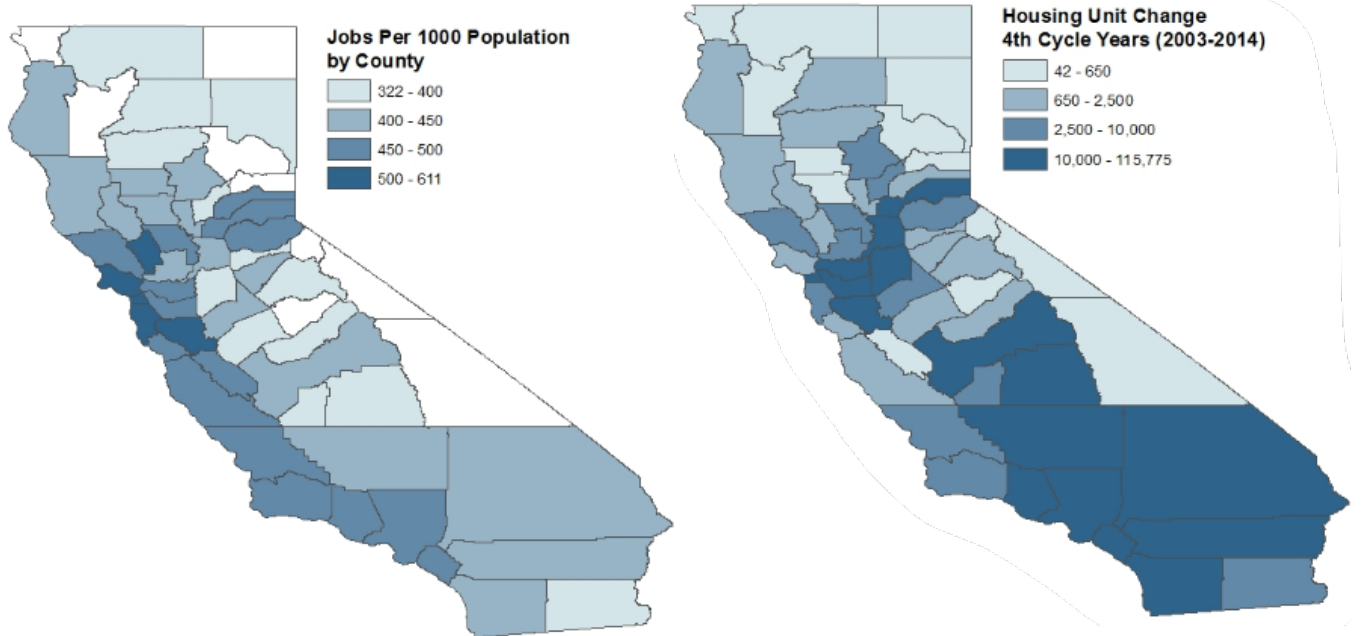 Jobs Per 1000 Population
by County
322 - 400
400 - 450
450 - 500
500 - 611
Housing Unit Change
4th Cycle Years (2003-2014)
42 - 650
650 - 2,500
2,500 - 10,000
10,000 - 115,775